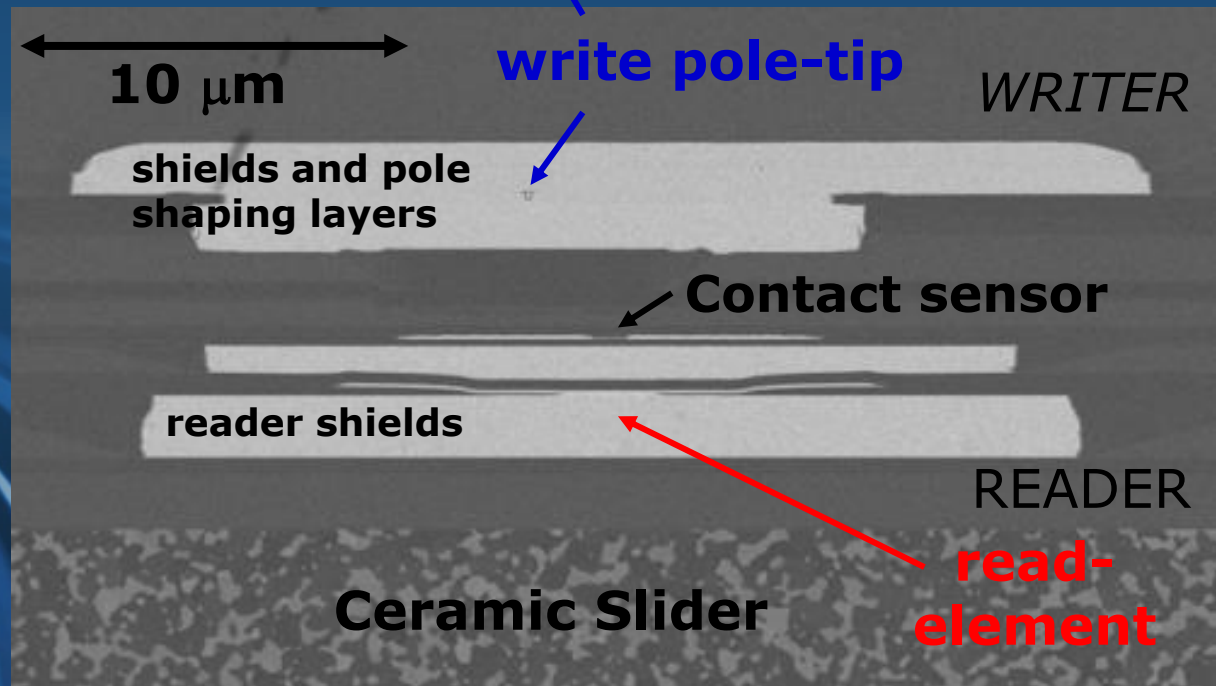 write pole-tip
10 μm
WRITER
shields and pole
shaping layers
Contact sensor
reader shields
READER
read-
element
Ceramic Slider